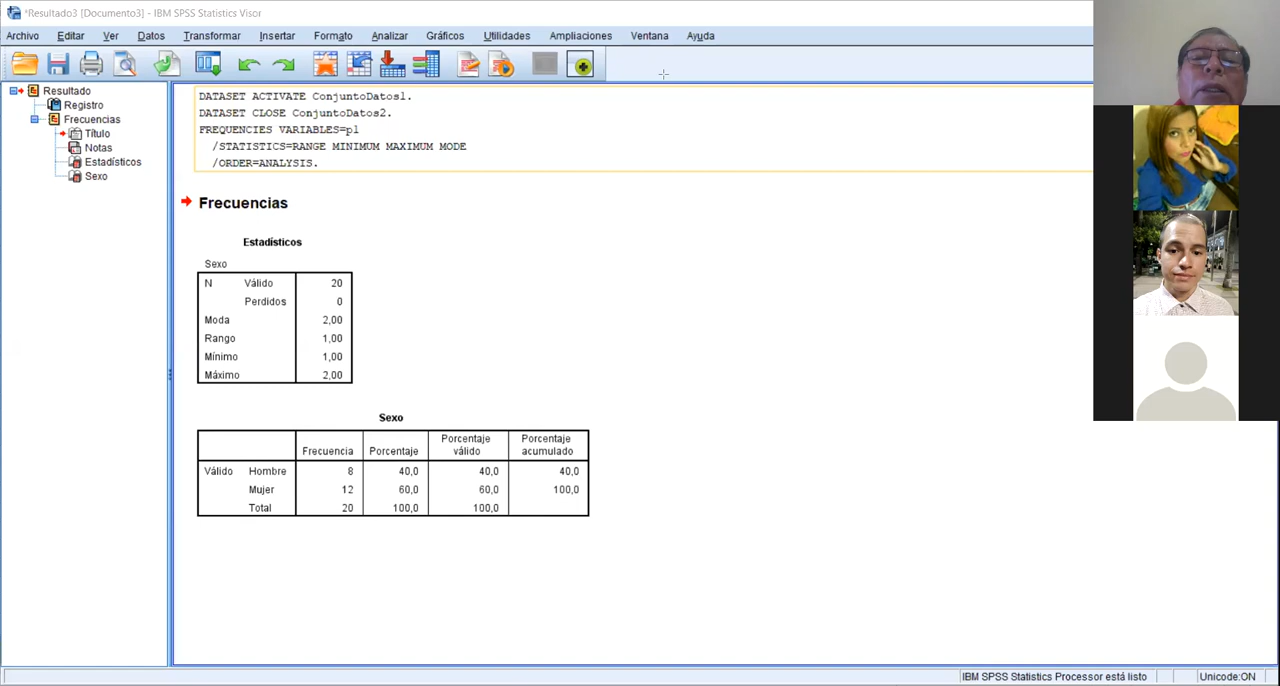 *Resultado3 [Documento3] - IBM SPSS Statistics Visor
Archivo Editar Ver Datos Transformar Insertar Formato Analizar Gráficos Utilidades Ampliaciones Ventana Ayuda
Resultado
Registro
Frecuencias
Título
Notas
Estadísticos
Sexo
DATASET ACTIVATE ConjuntoDatos1.
DATASET CLOSE ConjuntoDatos2.
FREQUENCIES VARIABLES=p1
/STATISTICS=RANGE MINIMUM MAXIMUM MODE
/ORDER=ANALYSIS.
Frecuencias
Estadísticos
Sexo
N Válido 20
Perdidos 0
Moda 2,00
Rango 1,00
Mínimo 1,00
Máximo 2,00
Sexo
Frecuencia Porcentaje Porcentaje válido Porcentaje acumulado
Válido Hombre 8 40,0 40,0 40,0
Mujer 12 60,0 60,0 100,0
Total 20 100,0 100,0
IBM SPSS Statistics Processor está listo Unicode:ON